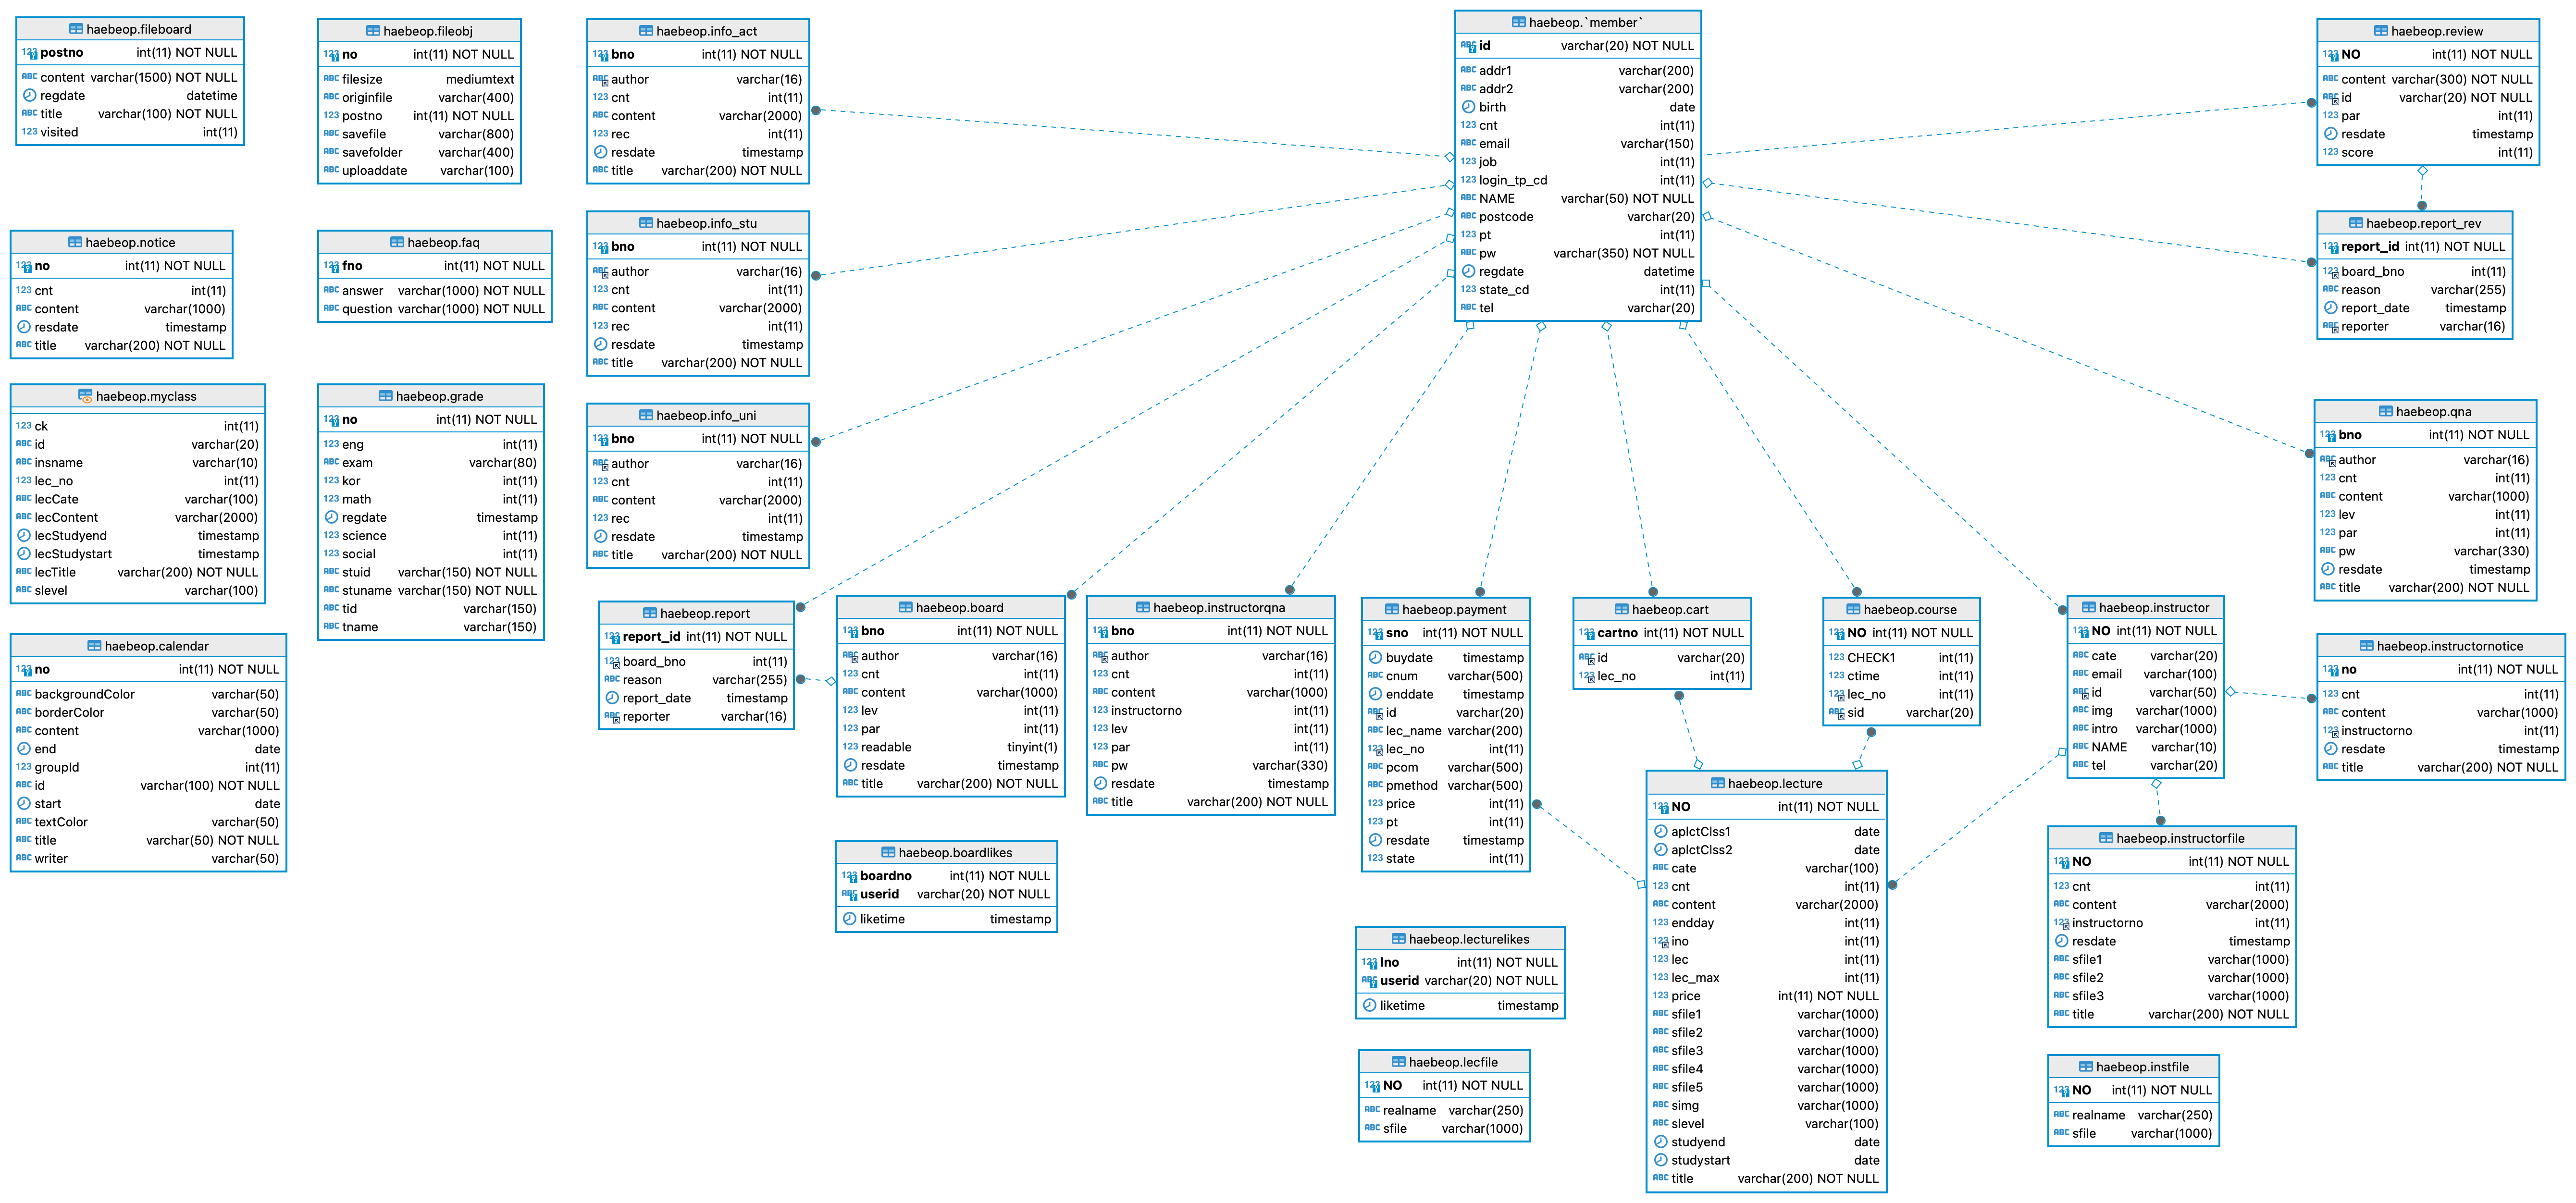 haebeop.fileboard
postno int(11) NOT NULL
content varchar(1500) NOT NULL
regdate datetime
title varchar(100) NOT NULL
visited int(11)
haebeop.fileobj
no int(11) NOT NULL
filesize mediumtext
originfile varchar(400)
postno int(11) NOT NULL
savefile varchar(800)
savefolder varchar(400)
uploaddate varchar(100)
haebeop.info_act
bno int(11) NOT NULL
author varchar(16)
cnt int(11)
content varchar(2000)
rec int(11)
resdate timestamp
title varchar(200) NOT NULL
haebeop.`member`
id varchar(20) NOT NULL
addr1 varchar(200)
addr2 varchar(200)
birth date
cnt int(11)
email varchar(150)
job int(11)
login_tp_cd int(11)
NAME varchar(50) NOT NULL
postcode varchar(20)
pt int(11)
pw varchar(350) NOT NULL
regdate datetime
state_cd int(11)
tel varchar(20)
haebeop.review
NO int(11) NOT NULL
content varchar(300) NOT NULL
id varchar(20) NOT NULL
par int(11)
resdate timestamp
score int(11)
haebeop.notice
no int(11) NOT NULL
cnt int(11)
content varchar(1000)
resdate timestamp
title varchar(200) NOT NULL
haebeop.faq
fno int(11) NOT NULL
answer varchar(1000) NOT NULL
question varchar(1000) NOT NULL
haebeop.info_stu
bno int(11) NOT NULL
author varchar(16)
cnt int(11)
content varchar(2000)
rec int(11)
resdate timestamp
title varchar(200) NOT NULL
haebeop.report_rev
report_id int(11) NOT NULL
board_bno int(11)
reason varchar(255)
report_date timestamp
reporter varchar(16)
haebeop.myclass
ck int(11)
id varchar(20)
insname varchar(10)
lec_no int(11)
lecCate varchar(100)
lecContent varchar(2000)
lecStudyend timestamp
lecStudystart timestamp
lecTitle varchar(200) NOT NULL
slevel varchar(100)
haebeop.grade
no int(11) NOT NULL
eng int(11)
exam varchar(80)
kor int(11)
math int(11)
regdate timestamp
science int(11)
social int(11)
stuid varchar(150) NOT NULL
stuname varchar(150) NOT NULL
tid varchar(150)
tname varchar(150)
haebeop.info_uni
bno int(11) NOT NULL
author varchar(16)
cnt int(11)
content varchar(2000)
rec int(11)
resdate timestamp
title varchar(200) NOT NULL
haebeop.qna
bno int(11) NOT NULL
author varchar(16)
cnt int(11)
content varchar(1000)
lev int(11)
par int(11)
pw varchar(330)
resdate timestamp
title varchar(200) NOT NULL
haebeop.calendar
no int(11) NOT NULL
backgroundColor varchar(50)
borderColor varchar(50)
content varchar(1000)
end date
groupId int(11)
id varchar(100) NOT NULL
start date
textColor varchar(50)
title varchar(50) NOT NULL
writer varchar(50)
haebeop.report
report_id int(11) NOT NULL
board_bno int(11)
reason varchar(255)
report_date timestamp
reporter varchar(16)
haebeop.board
bno int(11) NOT NULL
author varchar(16)
cnt int(11)
content varchar(1000)
lev int(11)
par int(11)
readable tinyint(1)
resdate timestamp
title varchar(200) NOT NULL
haebeop.instructorqna
bno int(11) NOT NULL
author varchar(16)
cnt int(11)
content varchar(1000)
instructorno int(11)
lev int(11)
par int(11)
pw varchar(330)
resdate timestamp
title varchar(200) NOT NULL
haebeop.payment
sno int(11) NOT NULL
buydate timestamp
cnum varchar(500)
enddate timestamp
id varchar(20)
lec_name varchar(200)
lec_no int(11)
pcom varchar(500)
pmethod varchar(500)
price int(11)
pt int(11)
resdate timestamp
state int(11)
haebeop.cart
cartno int(11) NOT NULL
id varchar(20)
lec_no int(11)
haebeop.course
NO int(11) NOT NULL
CHECK1 int(11)
ctime int(11)
lec_no int(11)
sid varchar(20)
haebeop.instructor
NO int(11) NOT NULL
cate varchar(20)
email varchar(100)
id varchar(50)
img varchar(1000)
intro varchar(1000)
NAME varchar(10)
tel varchar(20)
haebeop.instructornotice
no int(11) NOT NULL
cnt int(11)
content varchar(1000)
instructorno int(11)
resdate timestamp
title varchar(200) NOT NULL
haebeop.boardlikes
boardno int(11) NOT NULL
userid varchar(20) NOT NULL
liketime timestamp
haebeop.lecturelikes
lno int(11) NOT NULL
userid varchar(20) NOT NULL
liketime timestamp
haebeop.lecfile
NO int(11) NOT NULL
realname varchar(250)
sfile varchar(1000)
haebeop.lecture
NO int(11) NOT NULL
aplctClss1 date
aplctClss2 date
cate varchar(100)
cnt int(11)
content varchar(2000)
endday int(11)
ino int(11)
lec int(11)
lec_max int(11)
price int(11) NOT NULL
sfile1 varchar(1000)
sfile2 varchar(1000)
sfile3 varchar(1000)
sfile4 varchar(1000)
sfile5 varchar(1000)
simg varchar(1000)
slevel varchar(100)
studyend date
studystart date
title varchar(200) NOT NULL
haebeop.instructorfile
NO int(11) NOT NULL
cnt int(11)
content varchar(2000)
instructorno int(11)
resdate timestamp
sfile1 varchar(1000)
sfile2 varchar(1000)
sfile3 varchar(1000)
title varchar(200) NOT NULL
haebeop.instfile
NO int(11) NOT NULL
realname varchar(250)
sfile varchar(1000)